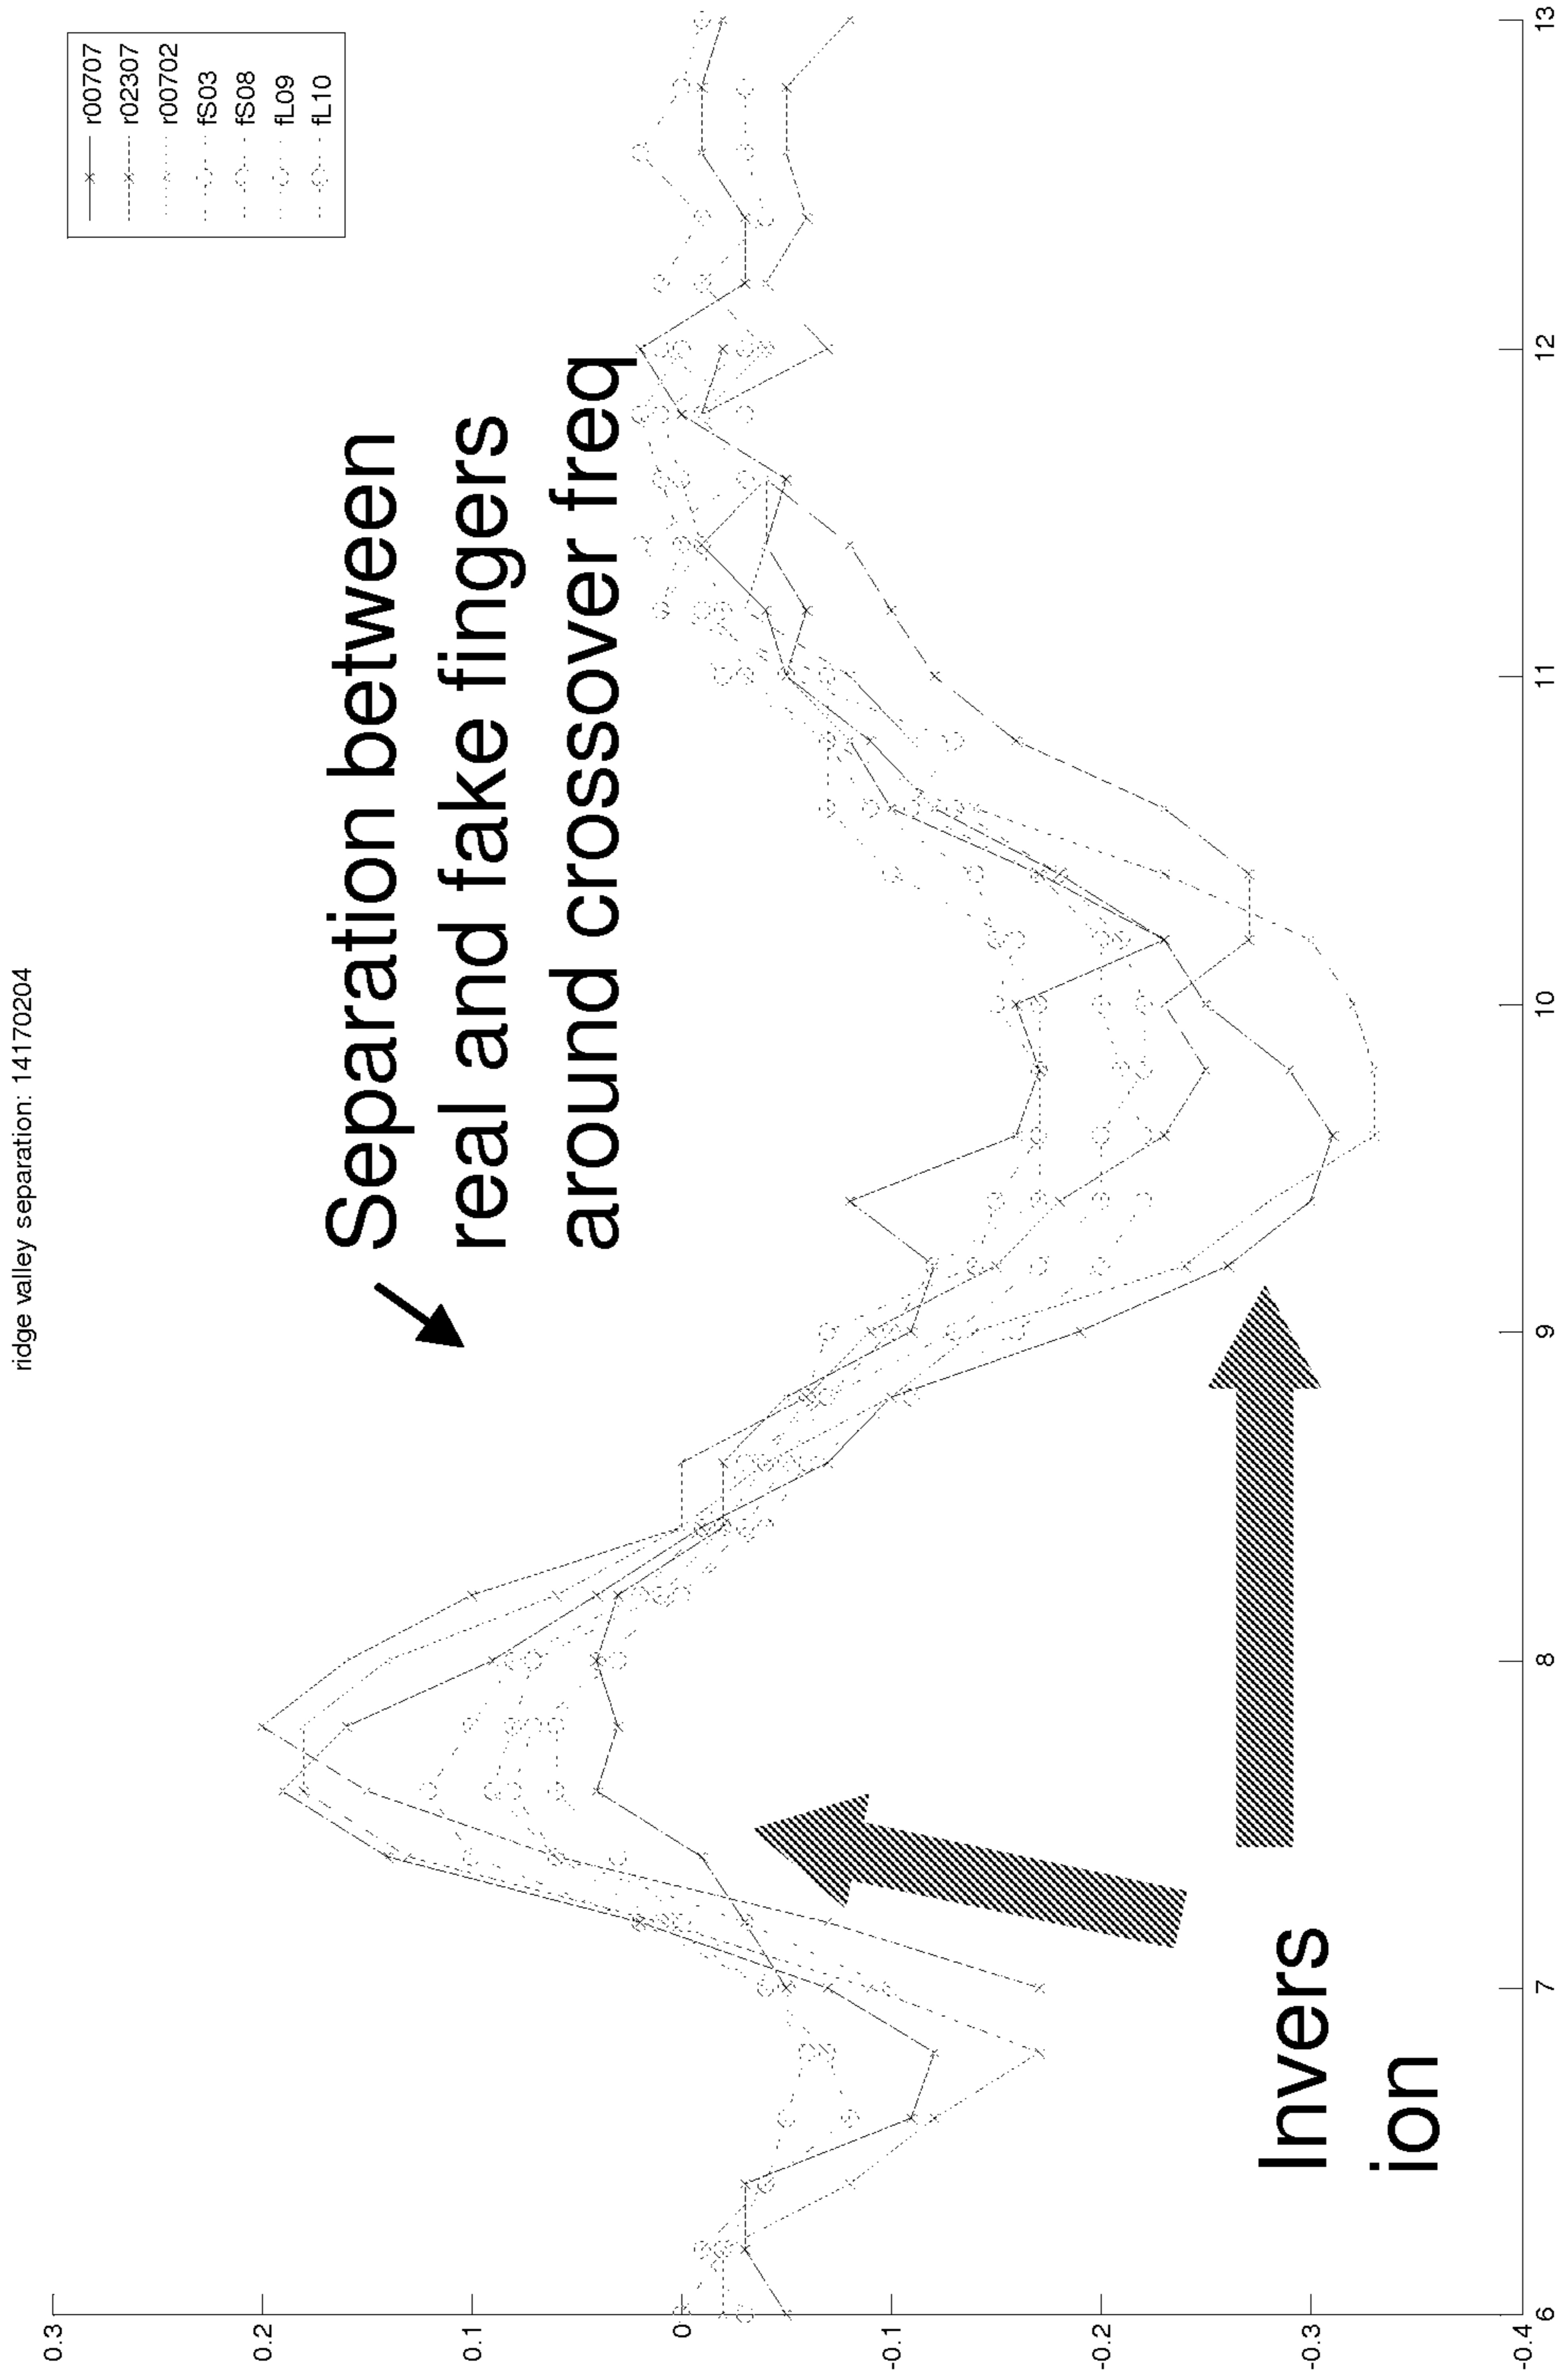 ridge valley separation: 14170204
r00707
r02307
r00702
fS03
fS08
fL09
fL10
Separation between
real and fake fingers
around crossover freq
Invers
ion
0.3
0.2
0.1
0
-0.1
-0.2
-0.3
-0.4
6
7
8
9
10
11
12
13